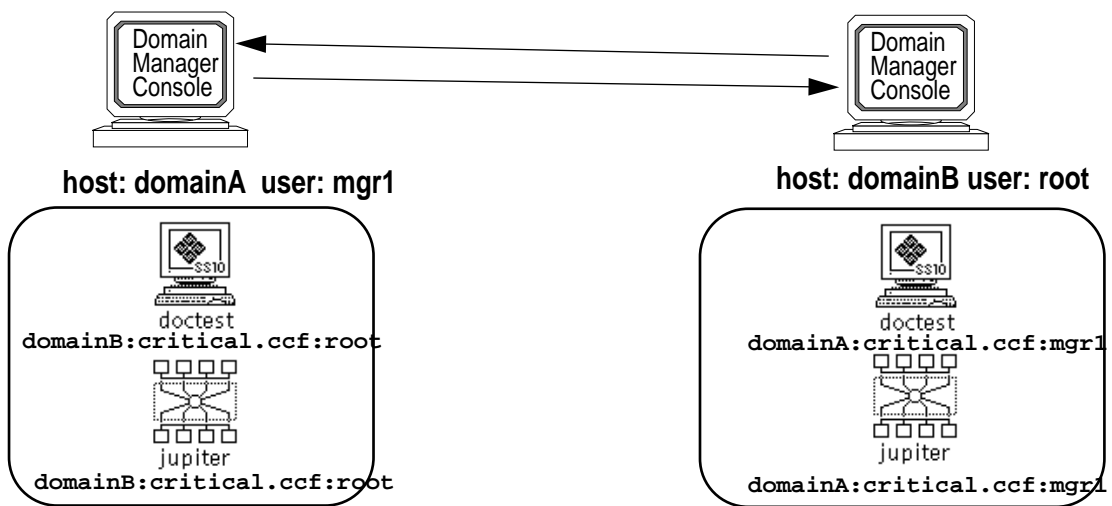 Domain
Manager
Console
Domain
Manager
Console
host: domainA user: mgr1
host: domainB user: root
SS10
doctest
domainB:critical.ccf:root
jupiter
domainB:critical.ccf:root
SS10
doctest
domainA:critical.ccf:mgr1
jupiter
domainA:critical.ccf:mgr1